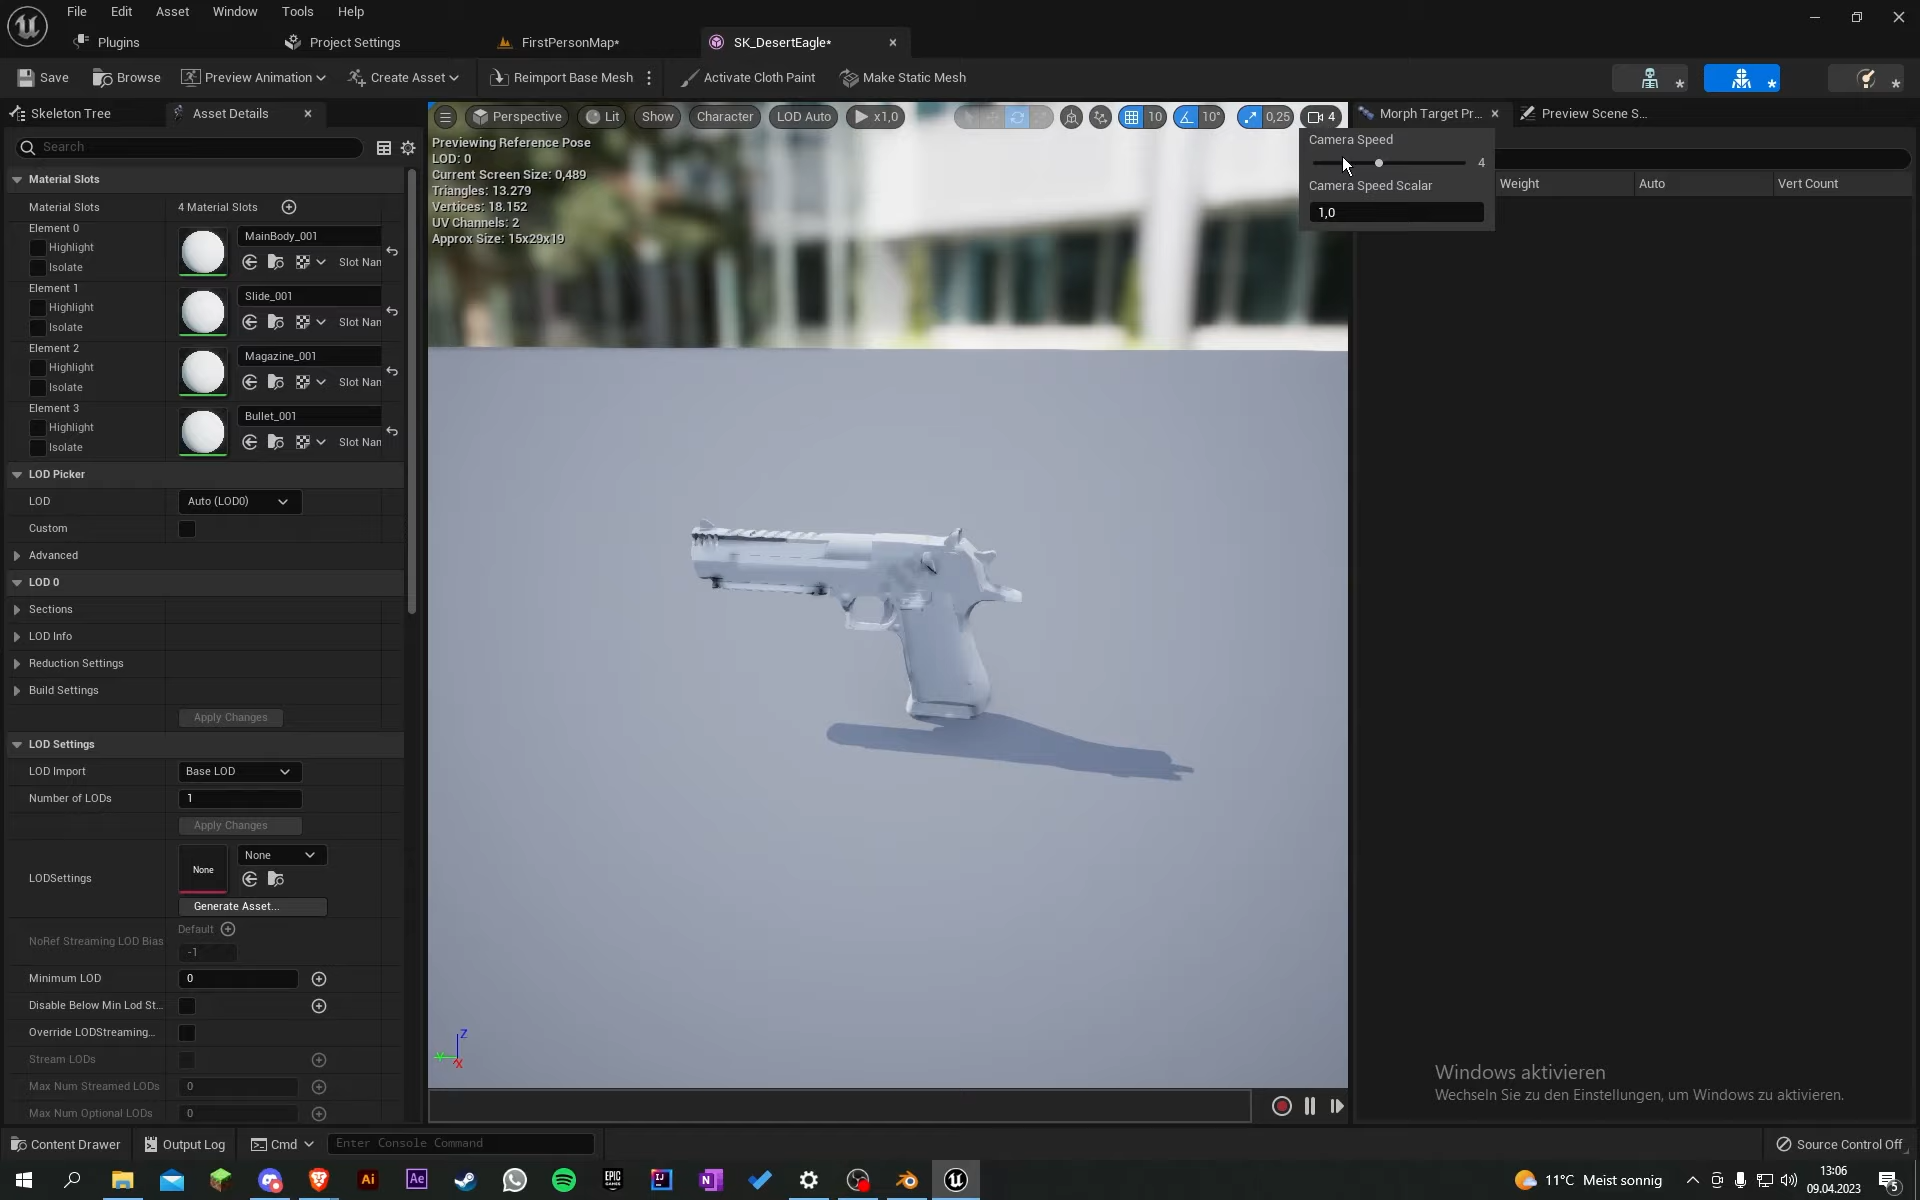 File Edit Asset Window Tools Help
Plugins Project Settings FirstPersonMap* SK_DesertEagle*
Save Browse Preview Animation Create Asset Reimport Base Mesh Activate Cloth Paint Make Static Mesh
Skeleton Tree Asset Details
Search
Material Slots
Material Slots 4 Material Slots
Element 0
Highlight
Isolate
MainBody_001
Slot Nan
Element 1
Highlight
Isolate
Slide_001
Slot Nan
Element 2
Highlight
Isolate
Magazine_001
Slot Nan
Element 3
Highlight
Isolate
Bullet_001
Slot Nan
LOD Picker
LOD Auto (LOD0)
Custom
Advanced
LOD 0
Sections
LOD Info
Reduction Settings
Build Settings
Apply Changes
LOD Settings
LOD Import Base LOD
Number of LODs 1
Apply Changes
LODSettings None None
Generate Asset...
NoRef Streaming LOD Bias Default
-1
Minimum LOD 0
Disable Below Min Lod St...
Override LODStreaming...
Stream LODs
Max Num Streamed LODs 0
Max Num Optional LODs 0
Perspective Lit Show Character LOD Auto x1,0 10 10° 0,25 4
Previewing Reference Pose
LOD: 0
Current Screen Size: 0,489
Triangles: 13.279
Vertices: 18.152
UV Channels: 2
Approx Size: 15x29x19
Z
Y
X
Morph Target Pr... Preview Scene S...
Camera Speed
4
Camera Speed Scalar
1,0
Weight Auto Vert Count
Windows aktivieren
Wechseln Sie zu den Einstellungen, um Windows zu aktivieren.
Content Drawer Output Log Cmd Enter Console Command Source Control Off
Ai Ae EPIC GAMES IJ N
11°C Meist sonnig
13:06
09.04.2023
5